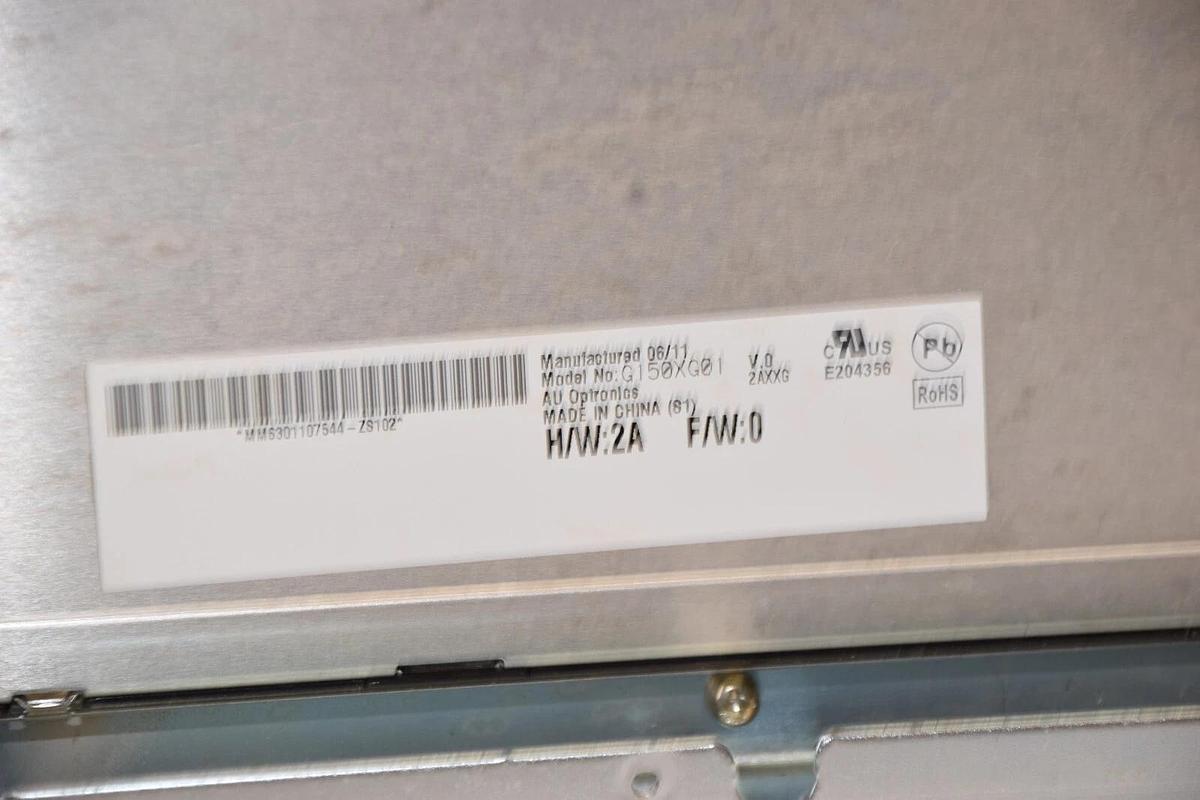 "MM6301107544-ZS102"
Manufactured 06/11
Model No:G150XG01 V.0
2AXXG
AU Optronics
MADE IN CHINA (S1)
H/W:2A F/W:0
C US
E204356
Pb
RoHS